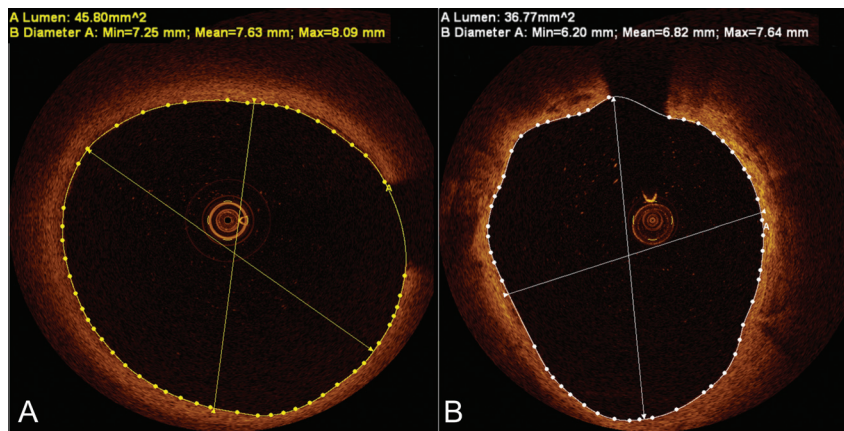 A Lumen: 45.80mm^2
B Diameter A: Min=7.25 mm; Mean=7.63 mm; Max=8.09 mm
A
A
A Lumen: 36.77mm^2
B Diameter A: Min=6.20 mm; Mean=6.82 mm; Max=7.64 mm
A
B